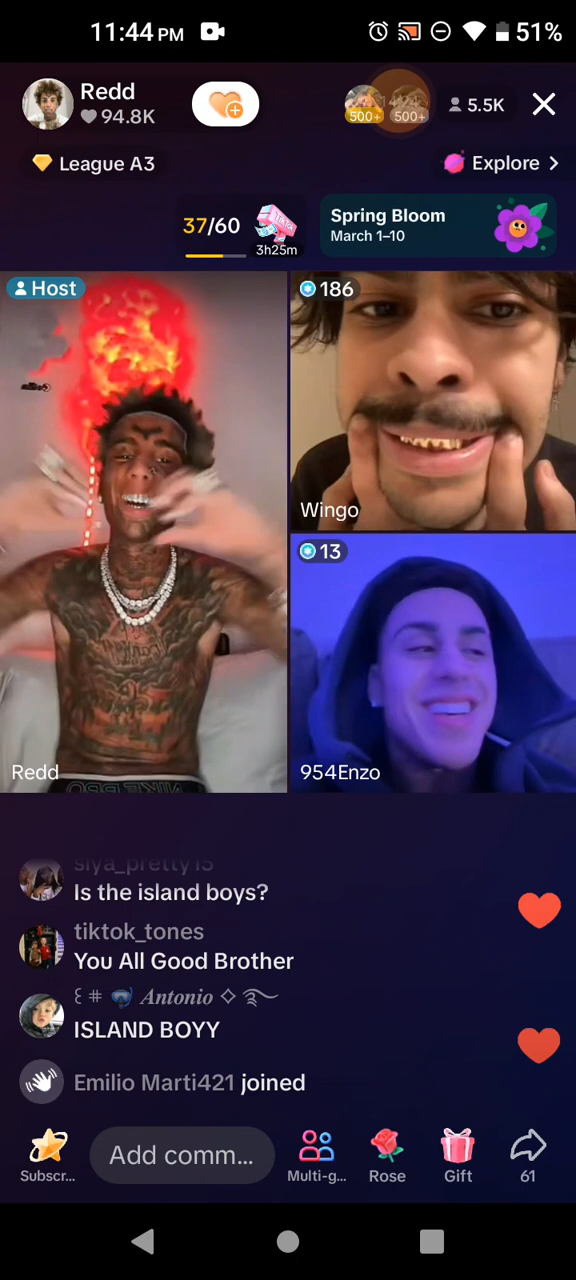 11:44 PM
51%
Redd
94.8K
500+
500+
5.5K
League A3
Explore >
37/60
TikTok
3h25m
Spring Bloom
March 1–10
Host
186
Wingo
13
Redd
954Enzo
siya_pretty15
Is the island boys?
tiktok_tones
You All Good Brother
Antonio
ISLAND BOYY
Emilio Marti421 joined
Subscr...
Add comm...
Multi-g...
Rose
Gift
61